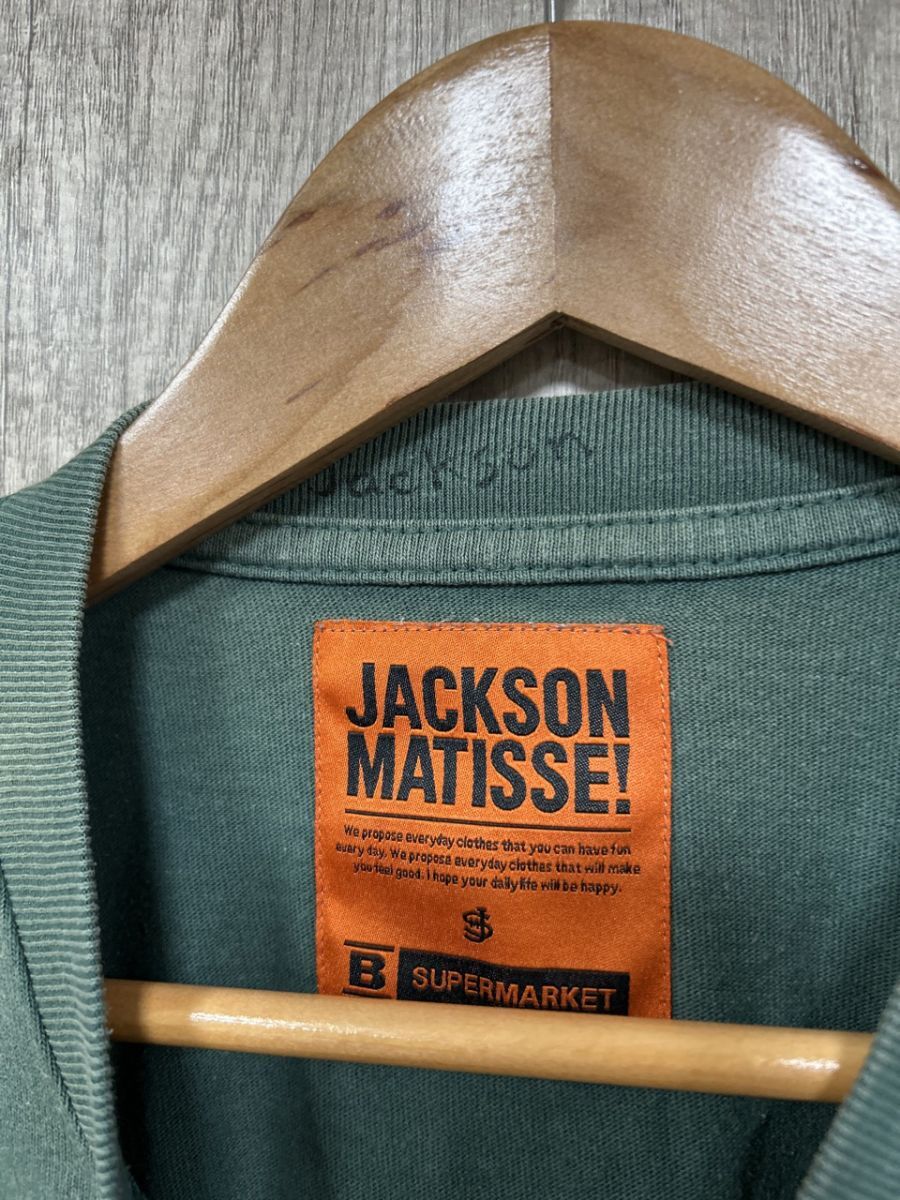 Jackson
JACKSON
MATISSE!
We propose everyday clothes that you can have fun
every day. We propose everyday clothes that will make
you feel good. I hope your daily life will be happy.
B SUPERMARKET